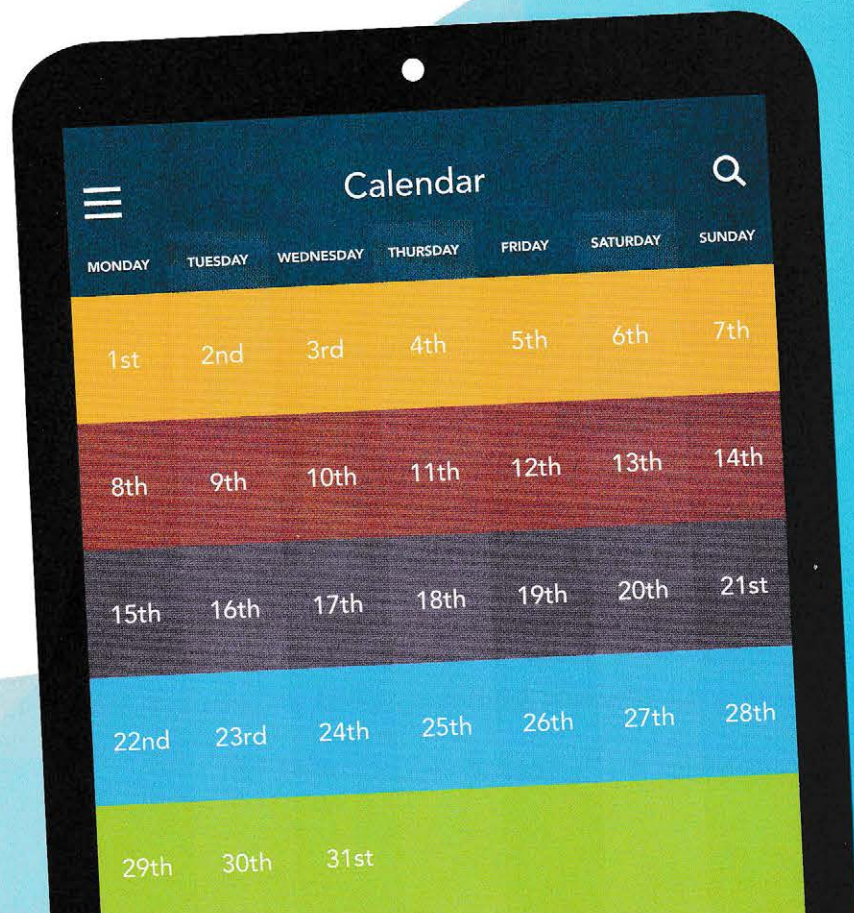 Calendar
MONDAY TUESDAY WEDNESDAY THURSDAY FRIDAY SATURDAY SUNDAY
1st 2nd 3rd 4th 5th 6th 7th
8th 9th 10th 11th 12th 13th 14th
15th 16th 17th 18th 19th 20th 21st
22nd 23rd 24th 25th 26th 27th 28th
29th 30th 31st